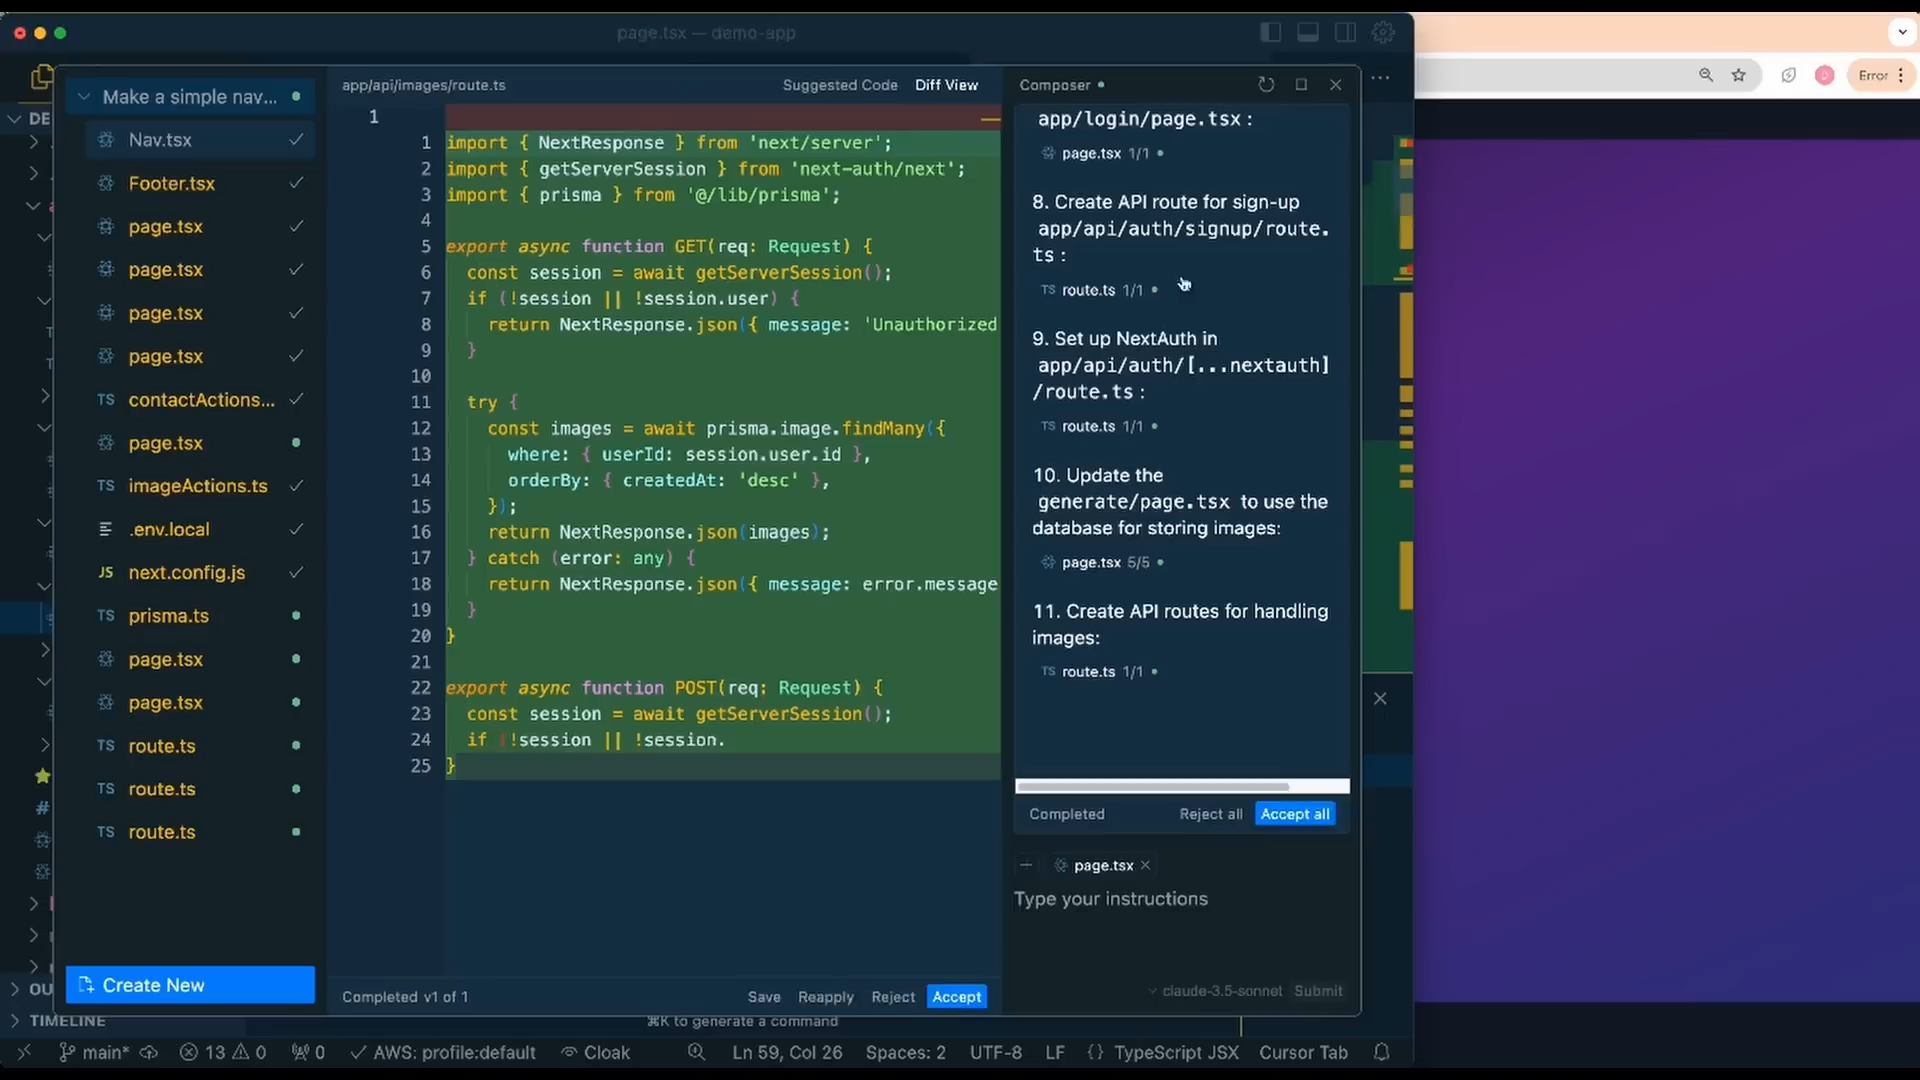 page.tsx — demo-app
Error
DE
Make a simple nav...
Nav.tsx
Footer.tsx
page.tsx
page.tsx
page.tsx
page.tsx
contactActions...
page.tsx
imageActions.ts
.env.local
JS next.config.js
TS prisma.ts
page.tsx
page.tsx
TS route.ts
TS route.ts
TS route.ts
Create New
OU
TIMELINE
app/api/images/route.ts
Suggested Code
Diff View
1
1 import { NextResponse } from 'next/server';
2 import { getServerSession } from 'next-auth/next';
3 import { prisma } from '@/lib/prisma';
4
5 export async function GET(req: Request) {
6 const session = await getServerSession();
7 if (!session || !session.user) {
8 return NextResponse.json({ message: 'Unauthorized
9 }
10
11 try {
12 const images = await prisma.image.findMany({
13 where: { userId: session.user.id },
14 orderBy: { createdAt: 'desc' },
15 });
16 return NextResponse.json(images);
17 } catch (error: any) {
18 return NextResponse.json({ message: error.message
19 }
20 }
21
22 export async function POST(req: Request) {
23 const session = await getServerSession();
24 if (!session || !session.
25 }
Completed v1 of 1
Save
Reapply
Reject
Accept
⌘K to generate a command
Composer
app/login/page.tsx :
page.tsx 1/1
8. Create API route for sign-up
app/api/auth/signup/route.
ts :
TS route.ts 1/1
9. Set up NextAuth in
app/api/auth/[...nextauth]
/route.ts :
TS route.ts 1/1
10. Update the
generate/page.tsx to use the
database for storing images:
page.tsx 5/5
11. Create API routes for handling
images:
TS route.ts 1/1
Completed
Reject all
Accept all
page.tsx
Type your instructions
claude-3.5-sonnet
Submit
main*
13
0
0
AWS: profile:default
Cloak
Ln 59, Col 26
Spaces: 2
UTF-8
LF
{} TypeScript JSX
Cursor Tab